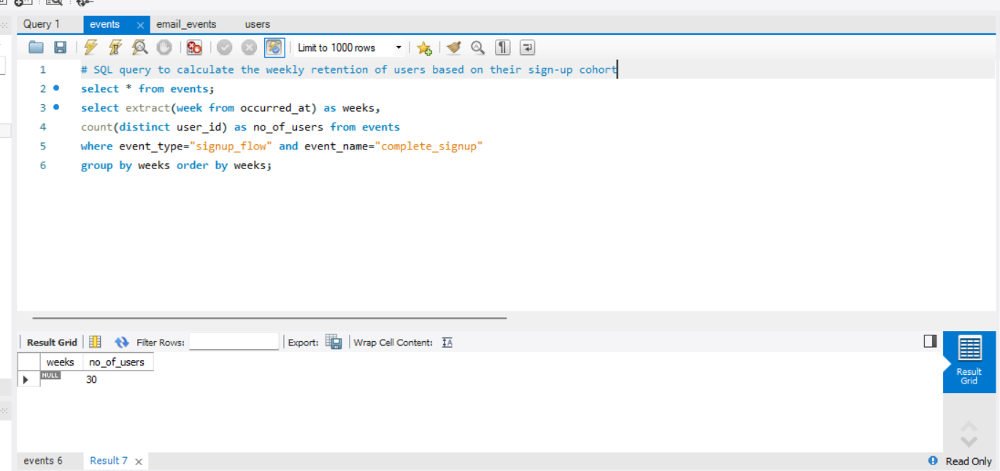 Query 1 events email_events users
Limit to 1000 rows
1 # SQL query to calculate the weekly retention of users based on their sign-up cohort
2 select * from events;
3 select extract(week from occurred_at) as weeks,
4 count(distinct user_id) as no_of_users from events
5 where event_type="signup_flow" and event_name="complete_signup"
6 group by weeks order by weeks;
Result Grid Filter Rows: Export: Wrap Cell Content:
weeks no_of_users
NULL 30
Result
Grid
events 6 Result 7 Read Only